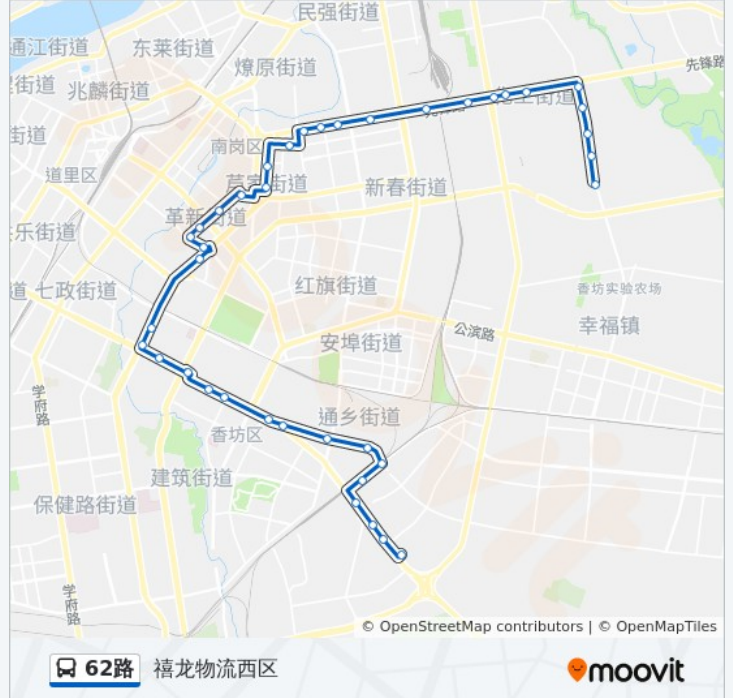 民强街道
通江街道
东莱街道
燎原街道
先锋路
街道
兆麟街道
街道
南岗区
道里区
街道
新春街道
革新街道
乐街道
道 七政街道
红旗街道
香坊实验农场
幸福镇
公滨路
安埠街道
学府路
通乡街道
香坊区
建筑街道
保健路街道
学府路
© OpenStreetMap contributors | © OpenMapTiles
62路 禧龙物流西区
moovit